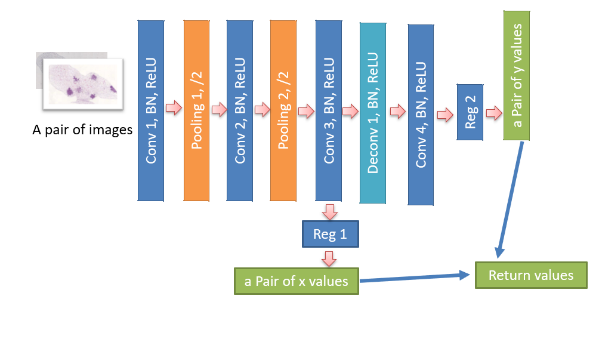 A pair of images
Conv 1, BN, ReLU
Pooling 1, /2
Conv 2, BN, ReLU
Pooling 2, /2
Conv 3, BN, ReLU
Deconv 1, BN, ReLU
Conv 4, BN, ReLU
Reg 2
a Pair of y values
Reg 1
a Pair of x values
Return values